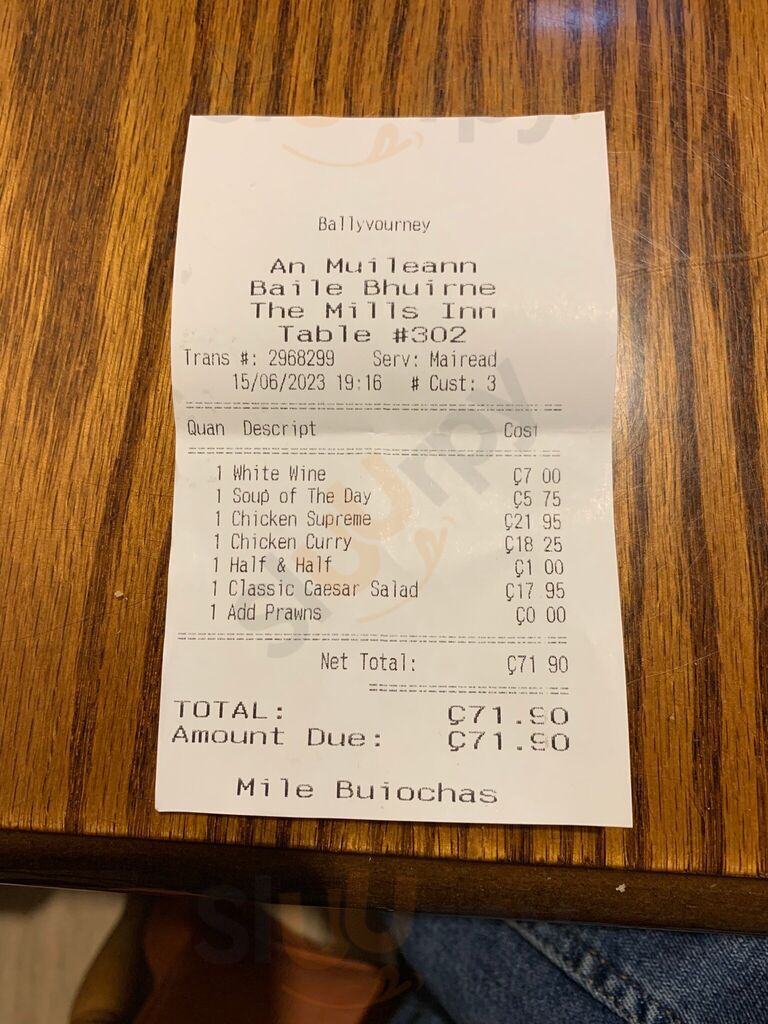 Ballyvourney
An Muileann
Baile Bhuirne
The Mills Inn
Table #302
Trans #: 2968299 Serv: Mairead
15/06/2023 19:16 # Cust: 3
Quan Descript Cost
1 White Wine Ç7 00
1 Soup of The Day Ç5 75
1 Chicken Supreme Ç21 95
1 Chicken Curry Ç18 25
1 Half & Half Ç1 00
1 Classic Caesar Salad Ç17 95
1 Add Prawns Ç0 00
Net Total: Ç71 90
TOTAL: Ç71.90
Amount Due: Ç71.90
Mile Buiochas
sluurpy